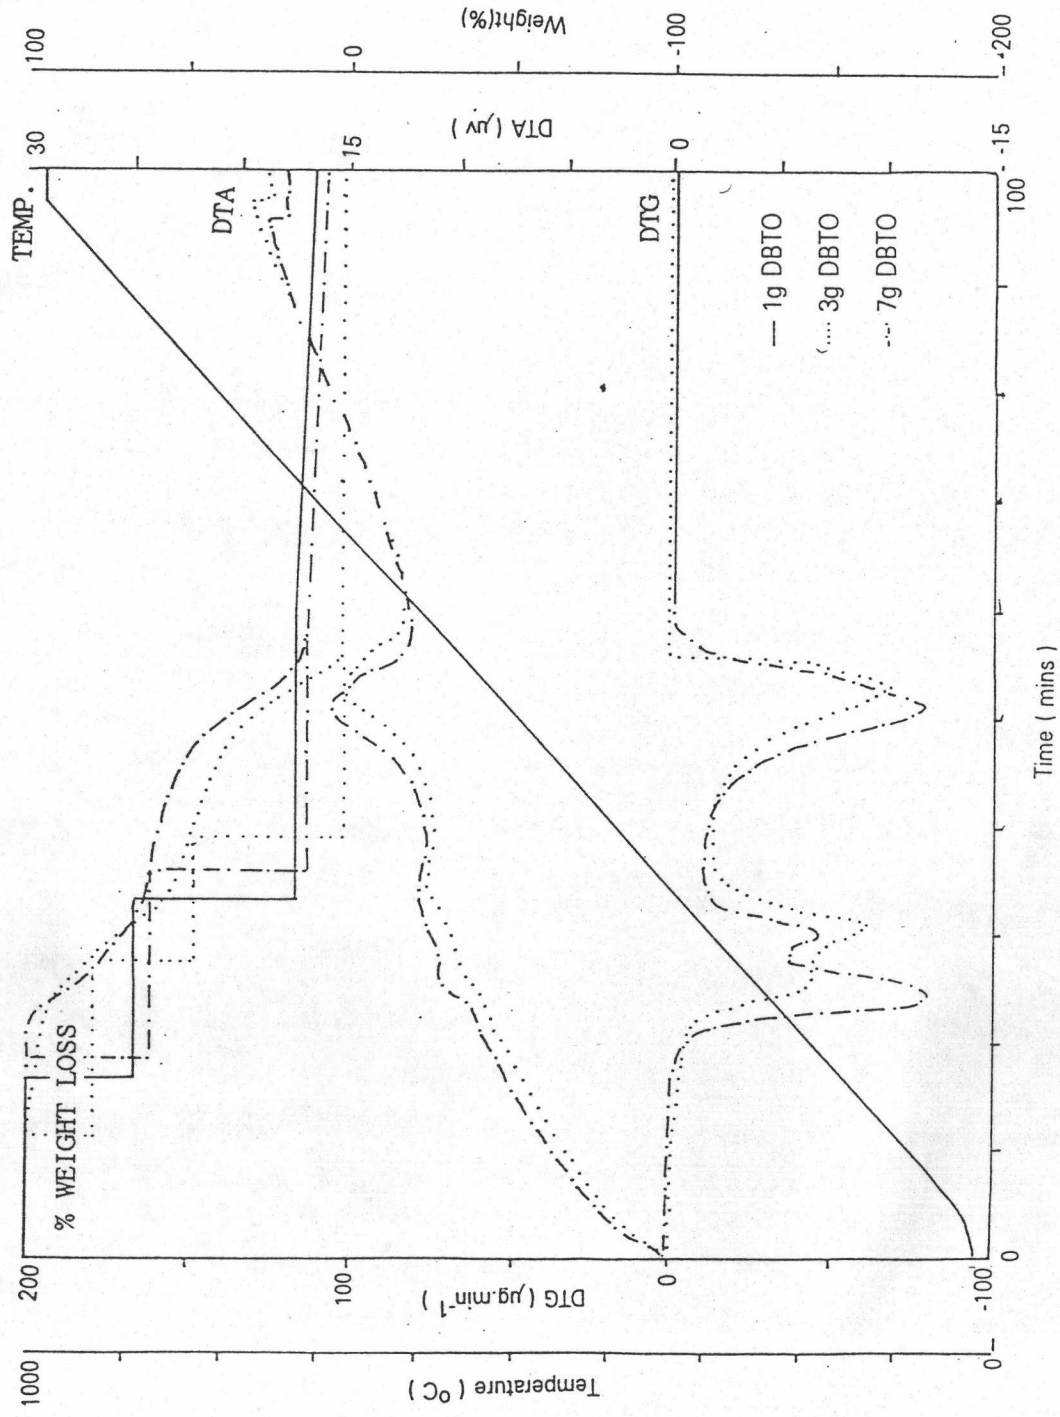 TEMP.
DTA
% WEIGHT LOSS
DTG
— 1g DBTO
..... 3g DBTO
--- 7g DBTO
1000
Temperature (°C)
0
200
100
0
-100
DTG (µg.min⁻¹)
30
15
0
-15
DTA (µv)
100
0
-100
-200
Weight(%)
0
100
Time (mins)